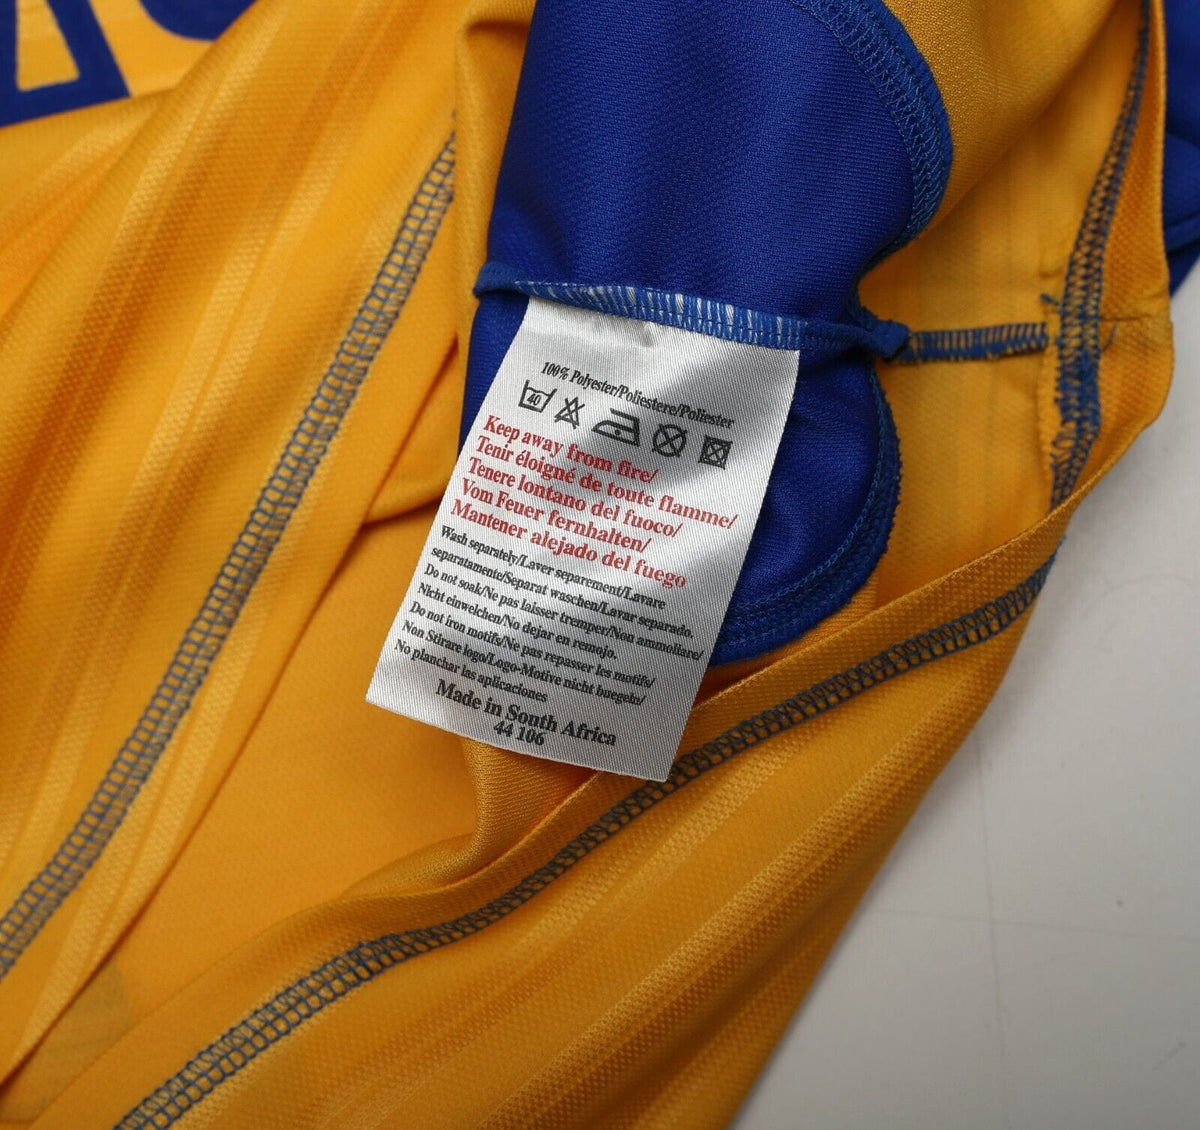 100% Polyester/Poliestere/Poliester
40
Keep away from fire/
Tenir éloigné de toute flamme/
Tenere lontano del fuoco/
Vom Feuer fernhalten/
Mantener alejado del fuego
Wash separately/Laver separement/Lavare
separatamente/Separat waschen/Lavar separado.
Do not soak/Ne pas laisser tremper/Non ammollare/
Nicht einweichen/No dejar en remojo.
Do not iron motifs/Ne pas repasser les motifs/
Non Stirare logo/Logo-Motive nicht buegeln/
No planchar las aplicaciones
Made in South Africa
44 106